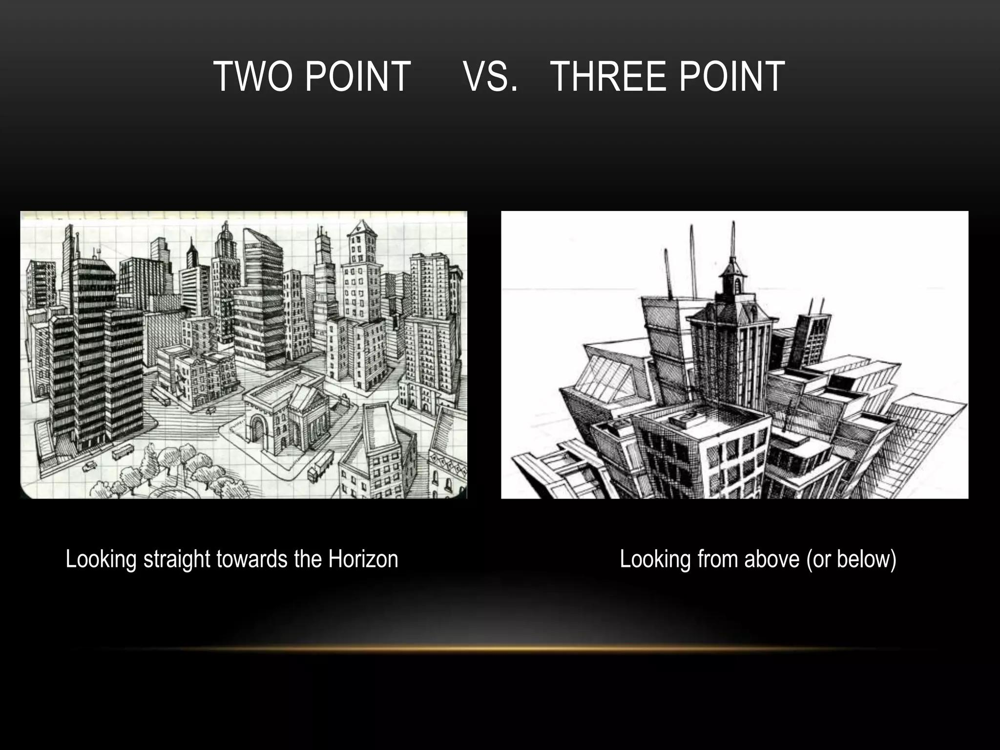 TWO POINT VS. THREE POINT
Looking straight towards the Horizon
Looking from above (or below)